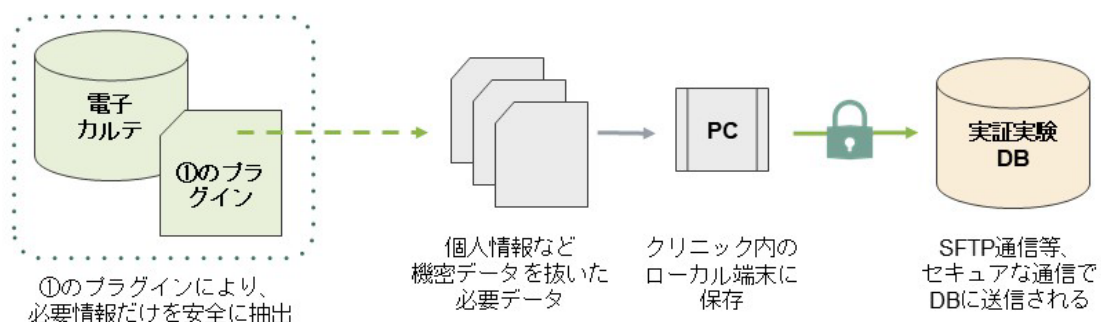 電子
カルテ
①のプラ
グイン
PC
実証実験
DB
①のプラグインにより、
必要情報だけを安全に抽出
個人情報など
機密データを抜いた
必要データ
クリニック内の
ローカル端末に
保存
SFTP通信等、
セキュアな通信で
DBに送信される